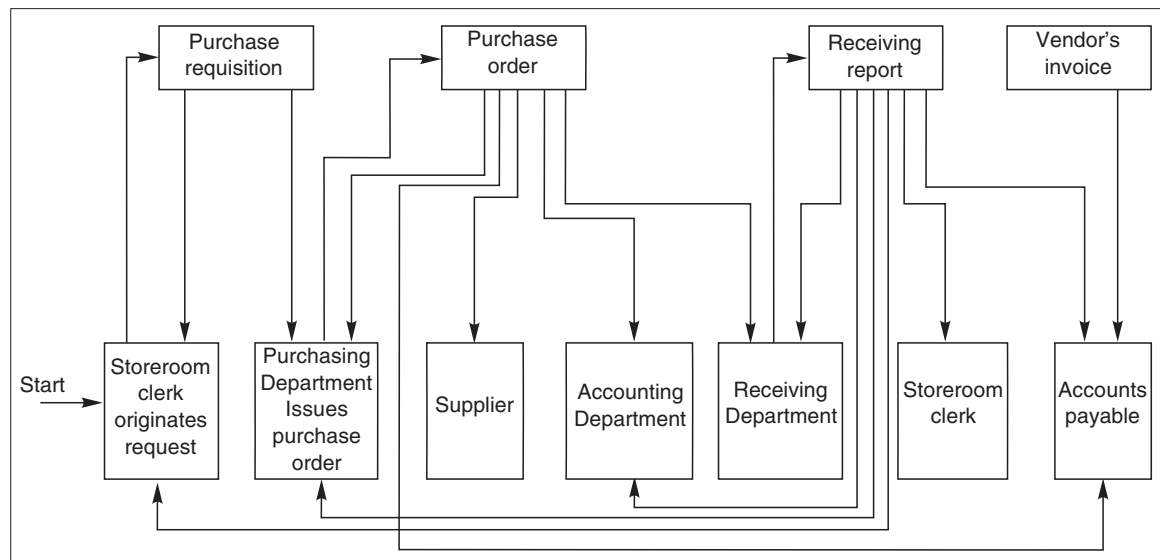 Purchase
requisition
Purchase
order
Receiving
report
Vendor's
invoice
Start
Storeroom
clerk
originates
request
Purchasing
Department
Issues
purchase
order
Supplier
Accounting
Department
Receiving
Department
Storeroom
clerk
Accounts
payable